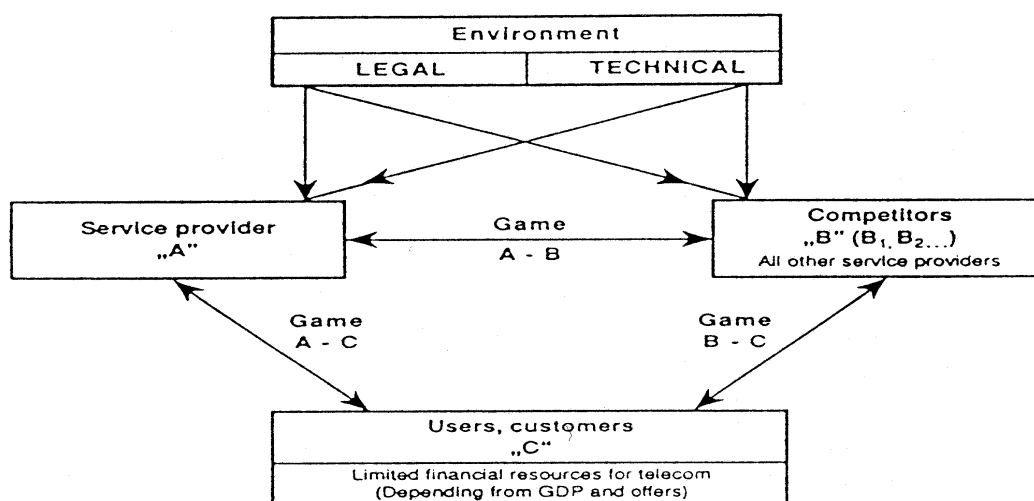 Environment
LEGAL TECHNICAL
Service provider
„A"
Game
A - B
Competitors
„B" (B1, B2...)
All other service providers
Game
A - C
Game
B - C
Users, customers
„C"
Limited financial resources for telecom
(Depending from GDP and offers)